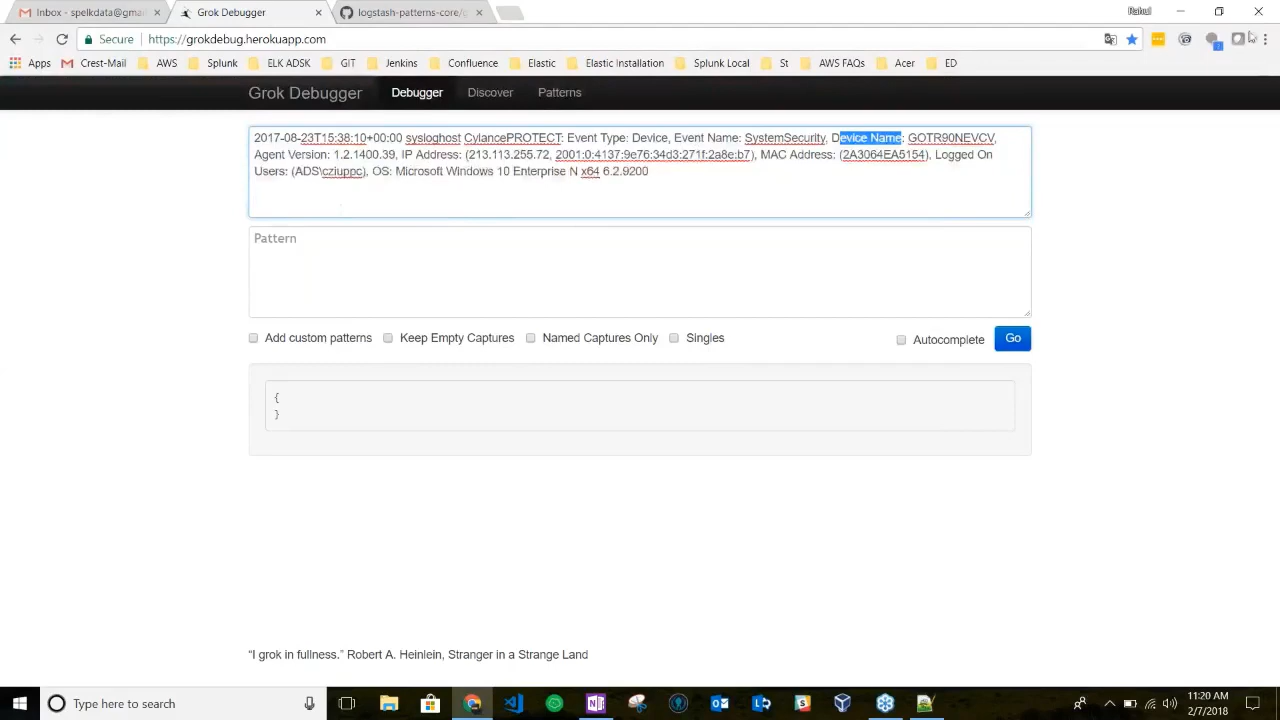 Inbox - spelkdata@gmai
Grok Debugger
logstash-patterns-core/g
Rahul
Secure
https://grokdebug.herokuapp.com
Apps
Crest-Mail
AWS
Splunk
ELK ADSK
GIT
Jenkins
Confluence
Elastic
Elastic Installation
Splunk Local
St
AWS FAQs
Acer
ED
Grok Debugger
Debugger
Discover
Patterns
2017-08-23T15:38:10+00:00 sysloghost CylancePROTECT: Event Type: Device, Event Name: SystemSecurity, Device Name: GOTR90NEVCV,
Agent Version: 1.2.1400.39, IP Address: (213.113.255.72, 2001:0:4137:9e76:34d3:271f:2a8e:b7), MAC Address: (2A3064EA5154), Logged On
Users: (ADS\cziuppc), OS: Microsoft Windows 10 Enterprise N x64 6.2.9200
Pattern
Add custom patterns
Keep Empty Captures
Named Captures Only
Singles
Autocomplete
Go
{
}
“I grok in fullness.” Robert A. Heinlein, Stranger in a Strange Land
Type here to search
11:20 AM
2/7/2018